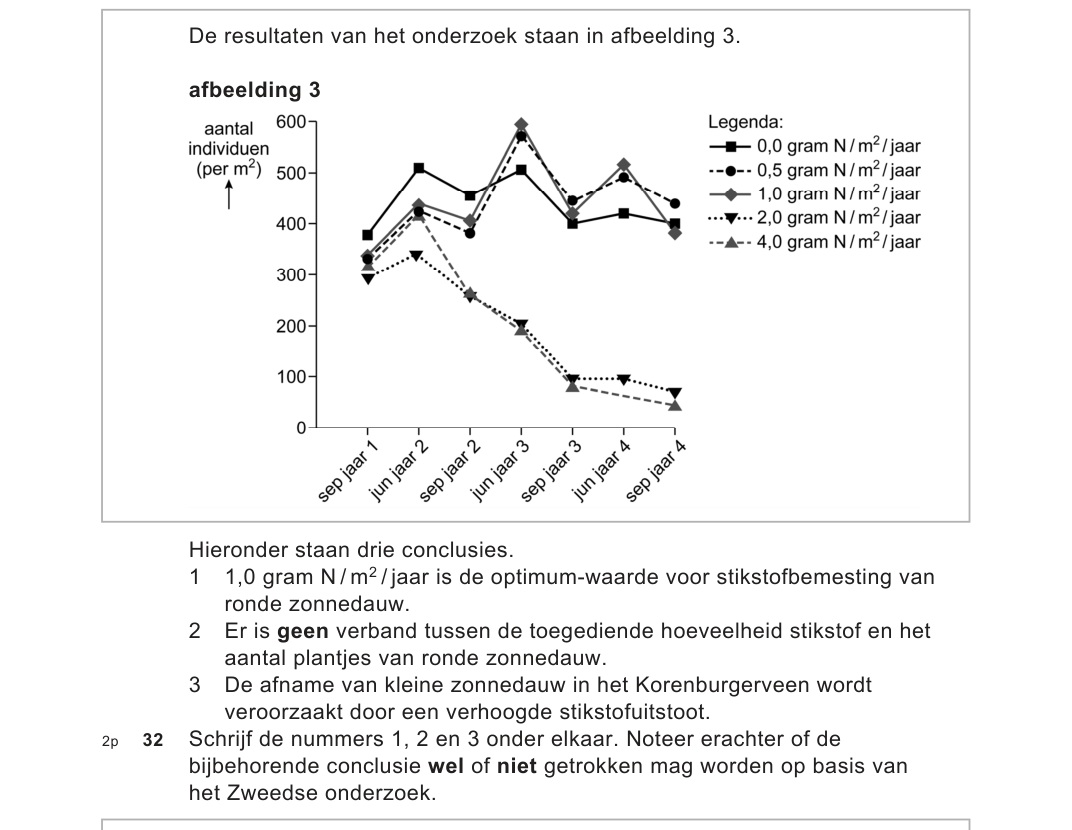 De resultaten van het onderzoek staan in afbeelding 3.
afbeelding 3
aantal
individuen
(per m²)
600
500
400
300
200
100
0
sep jaar 1
jun jaar 2
sep jaar 2
jun jaar 3
sep jaar 3
jun jaar 4
sep jaar 4
Legenda:
0,0 gram N/m²/jaar
0,5 gram N/m²/jaar
1,0 gram N/m²/jaar
2,0 gram N/m²/jaar
4,0 gram N/m²/jaar
Hieronder staan drie conclusies.
1 1,0 gram N/m²/jaar is de optimum-waarde voor stikstofbemesting van
ronde zonnedauw.
2 Er is geen verband tussen de toegediende hoeveelheid stikstof en het
aantal plantjes van ronde zonnedauw.
3 De afname van kleine zonnedauw in het Korenburgerveen wordt
veroorzaakt door een verhoogde stikstofuitstoot.
2p 32 Schrijf de nummers 1, 2 en 3 onder elkaar. Noteer erachter of de
bijbehorende conclusie wel of niet getrokken mag worden op basis van
het Zweedse onderzoek.